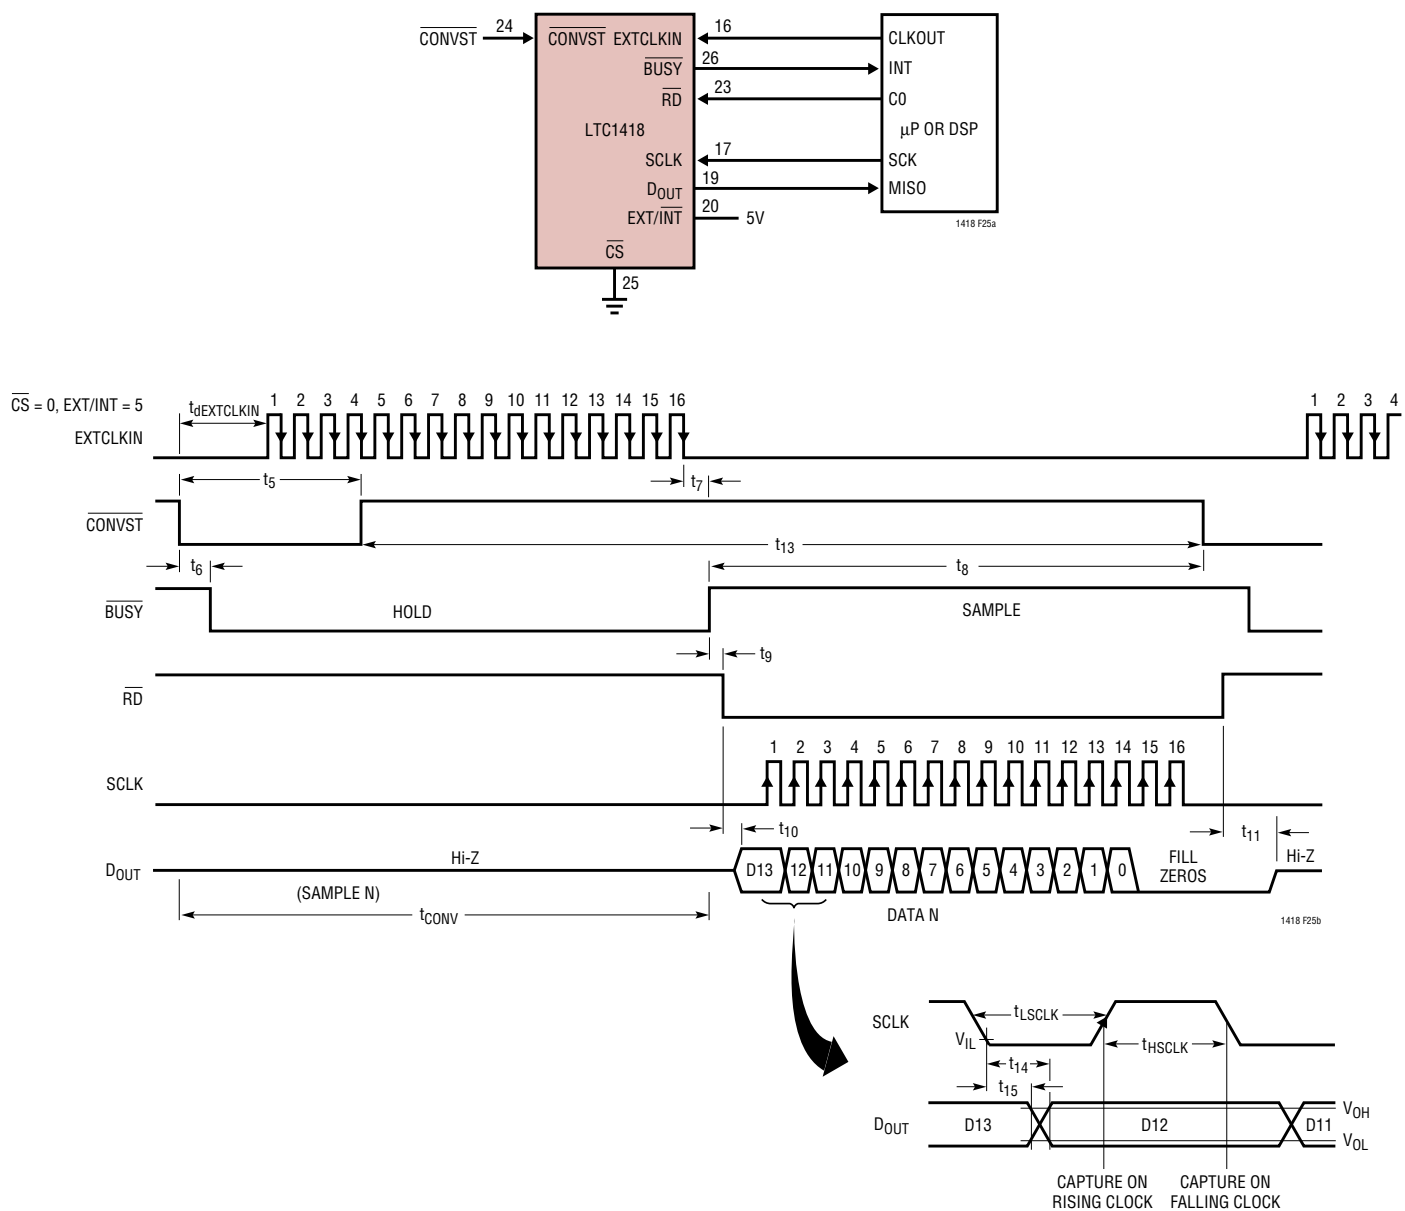 CONVST 24 CONVST EXTCLKIN 16 CLKOUT
BUSY 26 INT
RD 23 C0
LTC1418 µP OR DSP
SCLK 17 SCK
DOUT 19 MISO
EXT/INT 20 5V
1418 F25a
CS
25
CS = 0, EXT/INT = 5
tdEXTCLKIN 1 2 3 4 5 6 7 8 9 10 11 12 13 14 15 16 1 2 3 4
EXTCLKIN
t5
t7
CONVST
t13
t6 t8
BUSY HOLD SAMPLE
t9
RD
1 2 3 4 5 6 7 8 9 10 11 12 13 14 15 16
SCLK
t10 t11
DOUT Hi-Z D13 12 11 10 9 8 7 6 5 4 3 2 1 0 FILL ZEROS Hi-Z
(SAMPLE N)
tCONV DATA N
1418 F25b
SCLK tLSCLK
VIL tHSCLK
t14
t15
VOH
DOUT D13 D12 D11
VOL
CAPTURE ON RISING CLOCK
CAPTURE ON FALLING CLOCK